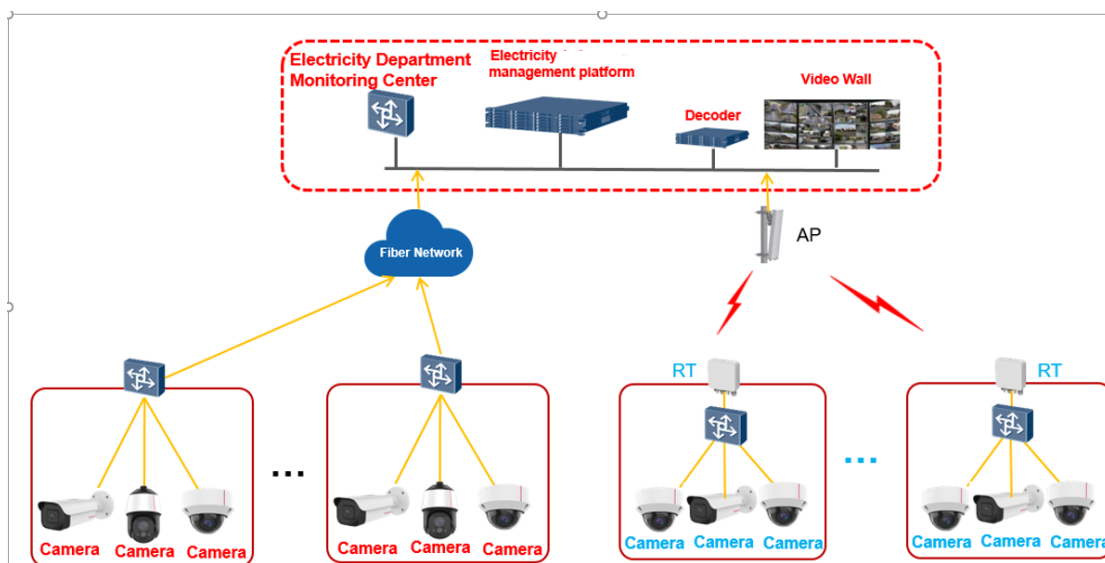 Electricity Department
Monitoring Center
Electricity
management platform
Decoder
Video Wall
AP
Fiber Network
RT
RT
...
...
Camera
Camera
Camera
Camera
Camera
Camera
Camera
Camera
Camera
Camera
Camera
Camera